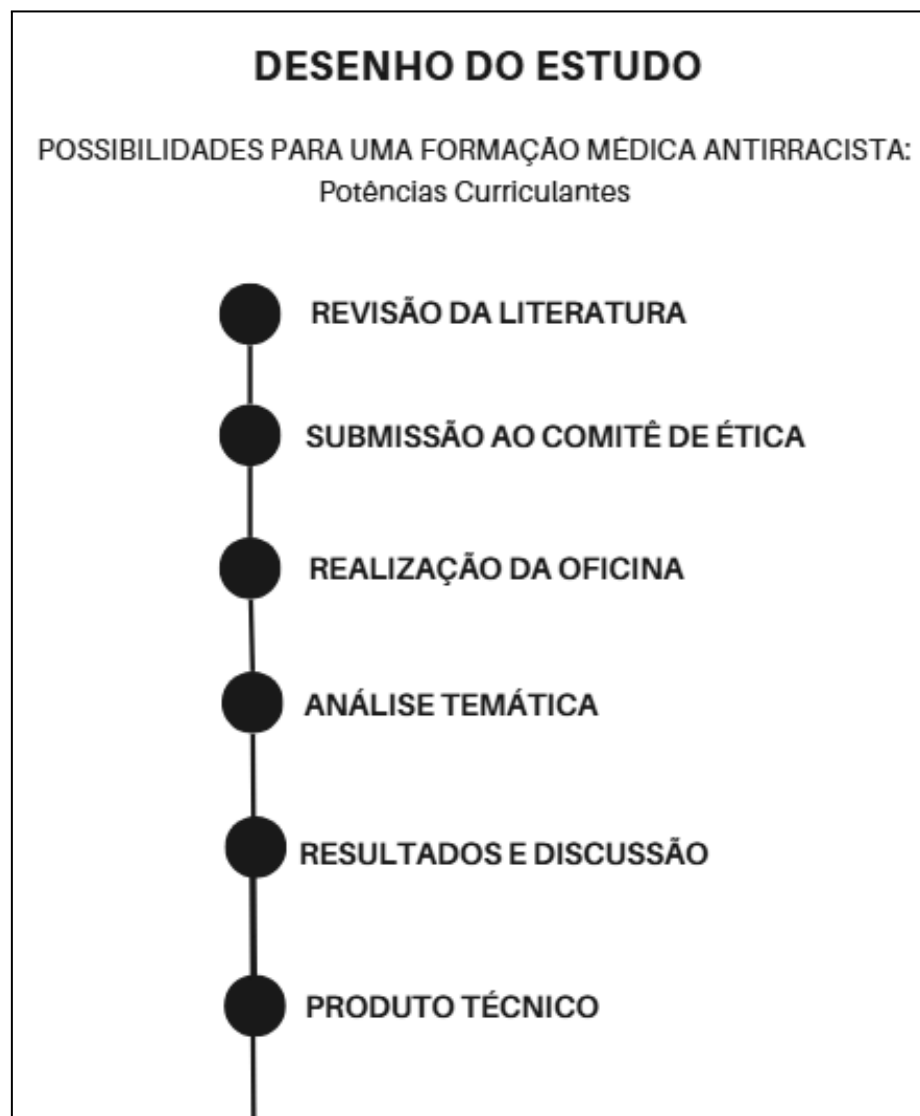 DESENHO DO ESTUDO
POSSIBILIDADES PARA UMA FORMAÇÃO MÉDICA ANTIRRACISTA:
Potências Curriculantes
REVISÃO DA LITERATURA
SUBMISSÃO AO COMITÊ DE ÉTICA
REALIZAÇÃO DA OFICINA
ANÁLISE TEMÁTICA
RESULTADOS E DISCUSSÃO
PRODUTO TÉCNICO